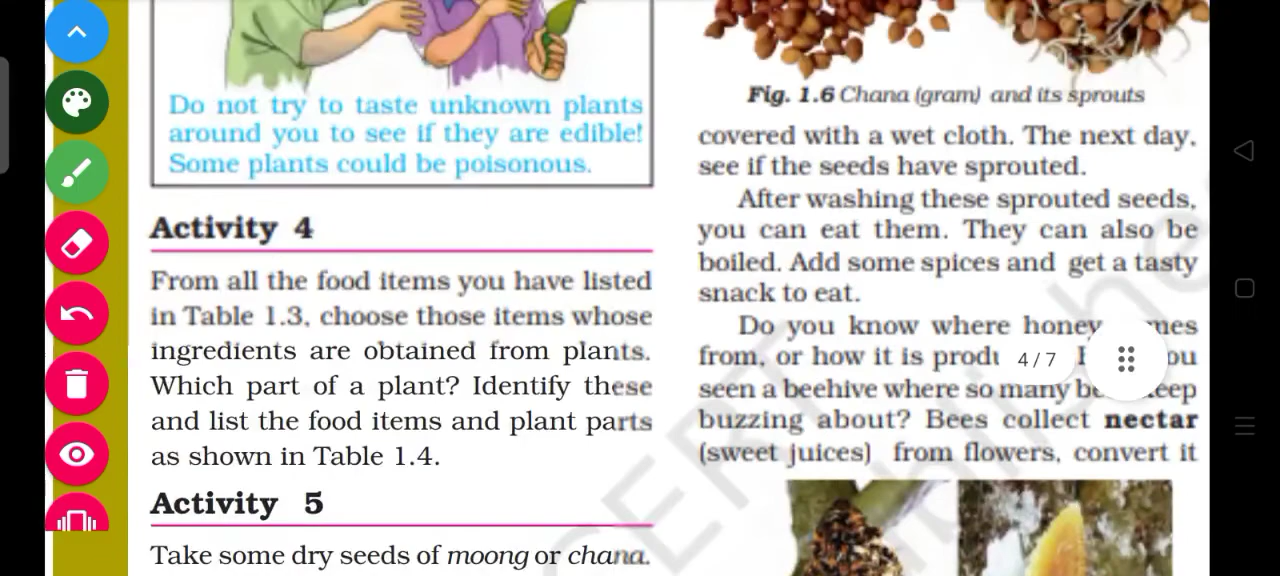 Do not try to taste unknown plants
around you to see if they are edible!
Some plants could be poisonous.
Activity 4
From all the food items you have listed
in Table 1.3, choose those items whose
ingredients are obtained from plants.
Which part of a plant? Identify these
and list the food items and plant parts
as shown in Table 1.4.
Activity 5
Take some dry seeds of moong or chana.
Fig. 1.6 Chana (gram) and its sprouts
covered with a wet cloth. The next day,
see if the seeds have sprouted.
After washing these sprouted seeds,
you can eat them. They can also be
boiled. Add some spices and get a tasty
snack to eat.
Do you know where honey
from, or how it is
4/7
seen a beehive where so many
buzzing about? Bees collect nectar
(sweet juices) from flowers, convert it